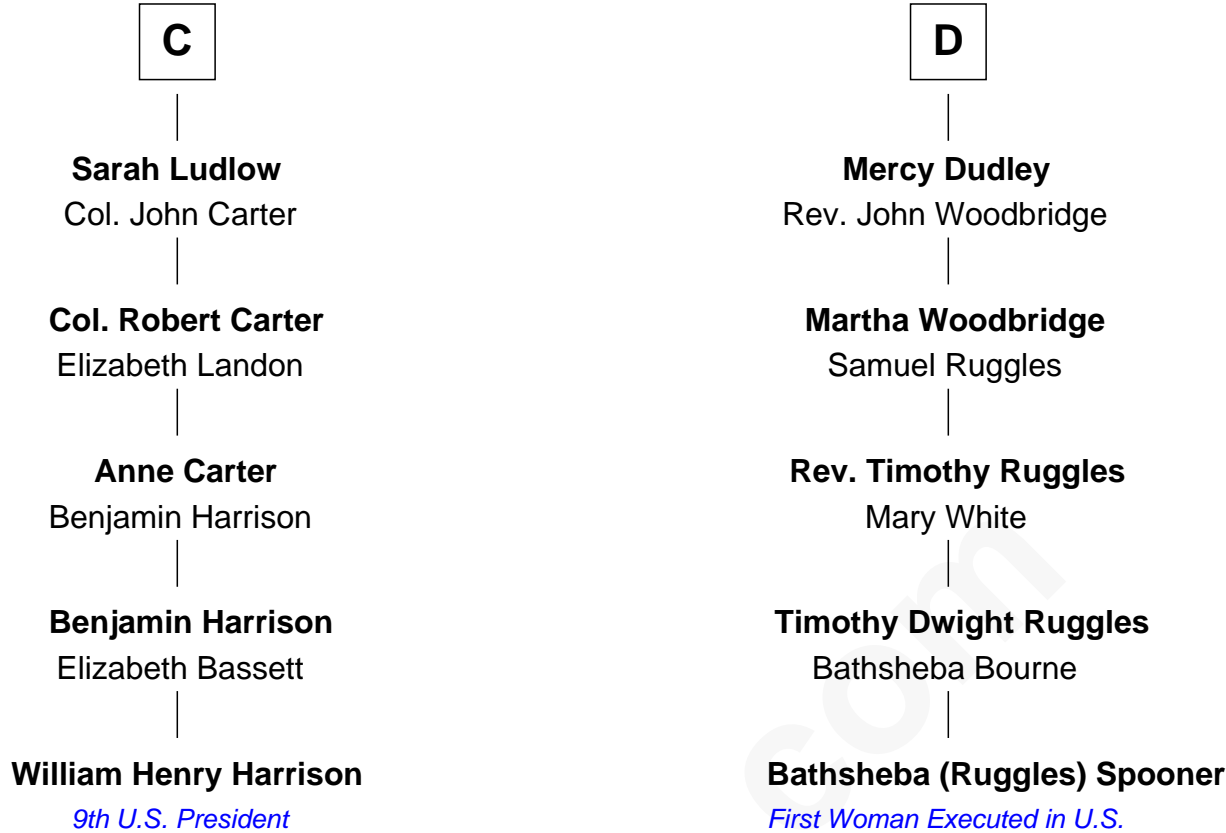 C
Sarah Ludlow
Col. John Carter
Col. Robert Carter
Elizabeth Landon
Anne Carter
Benjamin Harrison
Benjamin Harrison
Elizabeth Bassett
William Henry Harrison
9th U.S. President
D
Mercy Dudley
Rev. John Woodbridge
Martha Woodbridge
Samuel Ruggles
Rev. Timothy Ruggles
Mary White
Timothy Dwight Ruggles
Bathsheba Bourne
Bathsheba (Ruggles) Spooner
First Woman Executed in U.S.
com